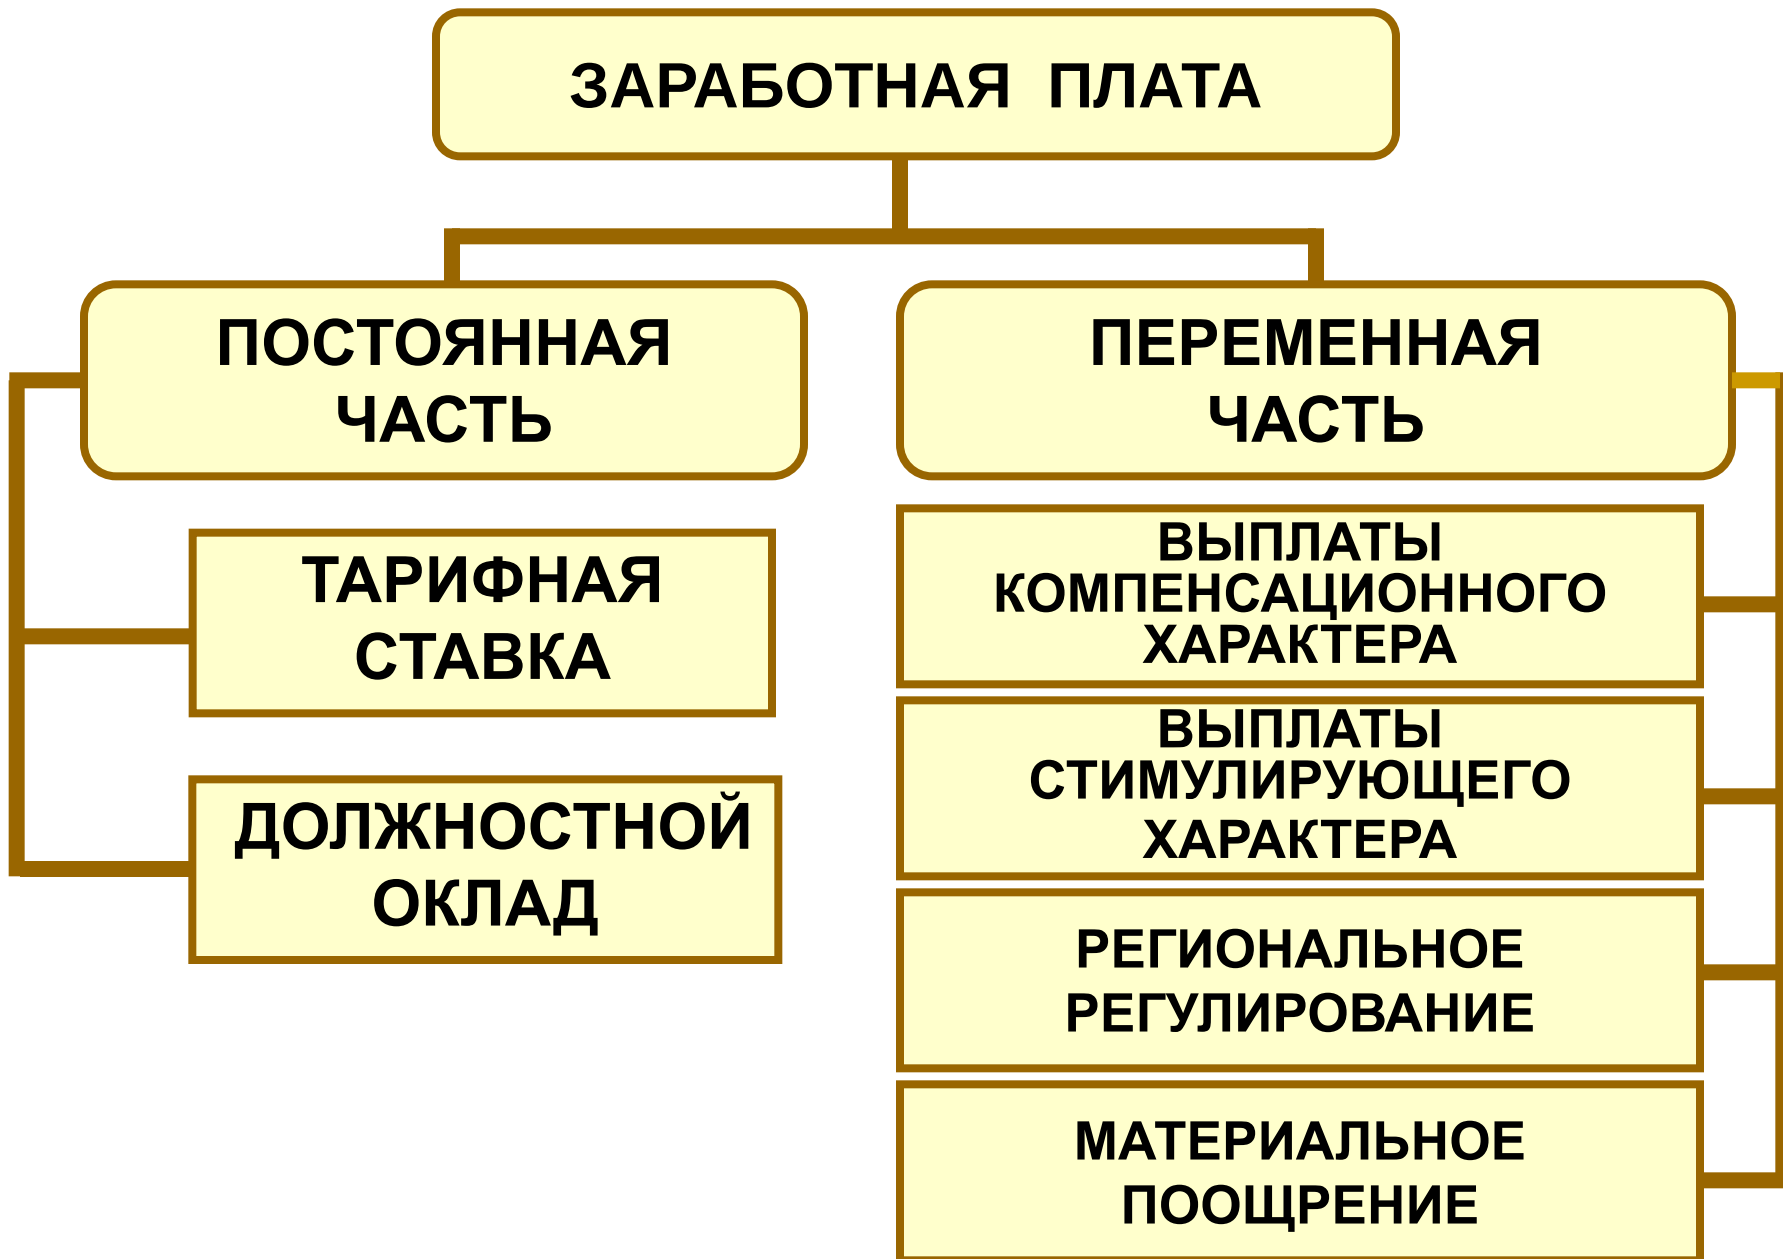 ЗАРАБОТНАЯ ПЛАТА
ПОСТОЯННАЯ
ЧАСТЬ
ТАРИФНАЯ
СТАВКА
ДОЛЖНОСТНОЙ
ОКЛАД
ПЕРЕМЕННАЯ
ЧАСТЬ
ВЫПЛАТЫ
КОМПЕНСАЦИОННОГО
ХАРАКТЕРА
ВЫПЛАТЫ
СТИМУЛИРУЮЩЕГО
ХАРАКТЕРА
РЕГИОНАЛЬНОЕ
РЕГУЛИРОВАНИЕ
МАТЕРИАЛЬНОЕ
ПООЩРЕНИЕ